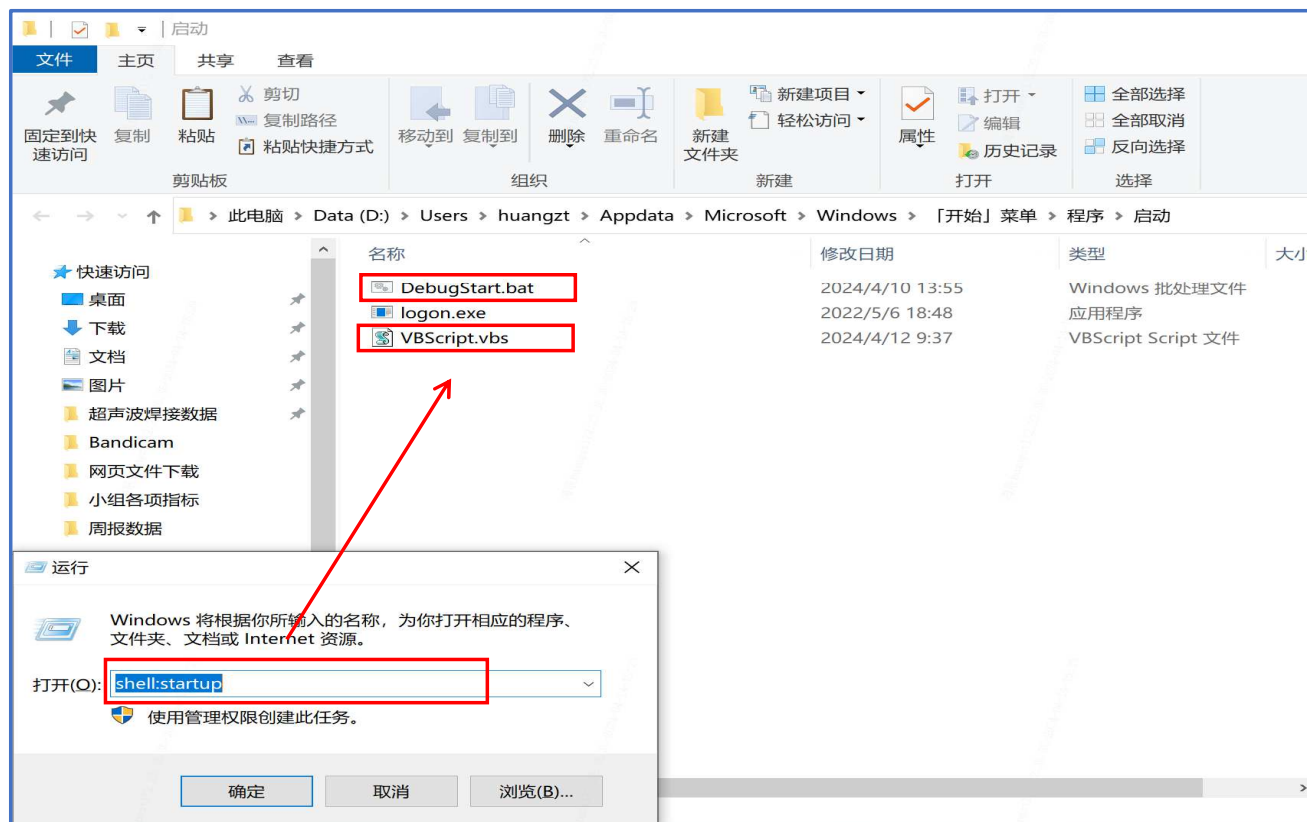 启动
文件 主页 共享 查看
固定到快速访问
复制
粘贴
剪切
复制路径
粘贴快捷方式
剪贴板
移动到 复制到 删除 重命名
组织
新建文件夹
新建项目
轻松访问
新建
属性
打开
编辑
历史记录
打开
全部选择
全部取消
反向选择
选择
此电脑 > Data (D:) > Users > huangzt > Appdata > Microsoft > Windows > 「开始」菜单 > 程序 > 启动
名称 修改日期 类型 大小
DebugStart.bat 2024/4/10 13:55 Windows 批处理文件
logon.exe 2022/5/6 18:48 应用程序
VBScript.vbs 2024/4/12 9:37 VBScript Script 文件
快速访问
桌面
下载
文档
图片
超声波焊接数据
Bandicam
网页文件下载
小组各项指标
周报数据
运行
Windows 将根据你所输入的名称，为你打开相应的程序、
文件夹、文档或 Internet 资源。
打开(O): shell:startup
使用管理权限创建此任务。
确定 取消 浏览(B)...